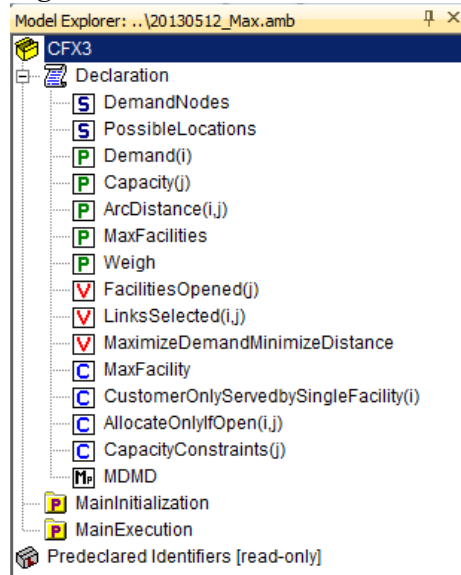 Model Explorer: ..\20130512_Max.amb
CFX3
Declaration
S DemandNodes
S PossibleLocations
P Demand(i)
P Capacity(j)
P ArcDistance(i,j)
P MaxFacilities
P Weigh
V FacilitiesOpened(j)
V LinksSelected(i,j)
V MaximizeDemandMinimizeDistance
C MaxFacility
C CustomerOnlyServedbySingleFacility(i)
C AllocateOnlyIfOpen(i,j)
C CapacityConstraints(j)
MP MDMD
P MainInitialization
P MainExecution
Predeclared Identifiers [read-only]